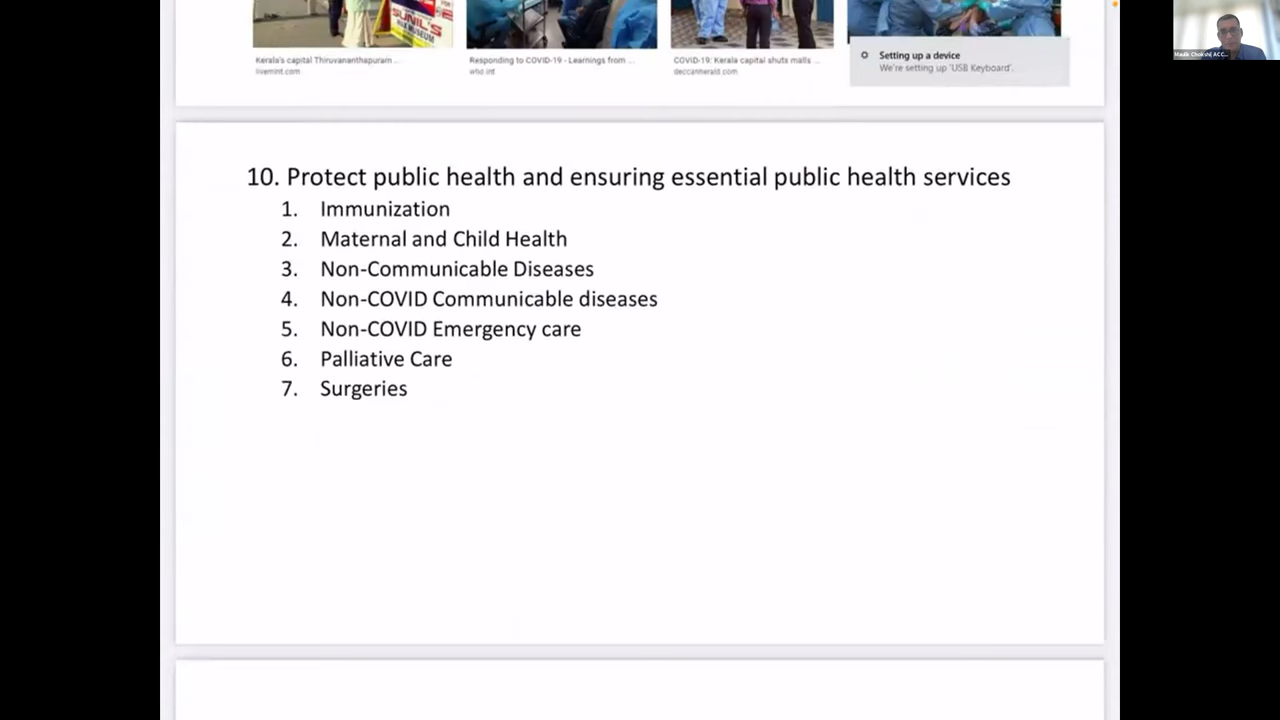 SUNIL'S
WAX MUSEUM
Kerala's capital Thiruvananthapuram ...
livemint.com
Responding to COVID-19 - Learnings from ...
who.int
COVID-19: Kerala capital shuts malls ...
deccanherald.com
Setting up a device
We're setting up 'USB Keyboard'.
10. Protect public health and ensuring essential public health services
1. Immunization
2. Maternal and Child Health
3. Non-Communicable Diseases
4. Non-COVID Communicable diseases
5. Non-COVID Emergency care
6. Palliative Care
7. Surgeries